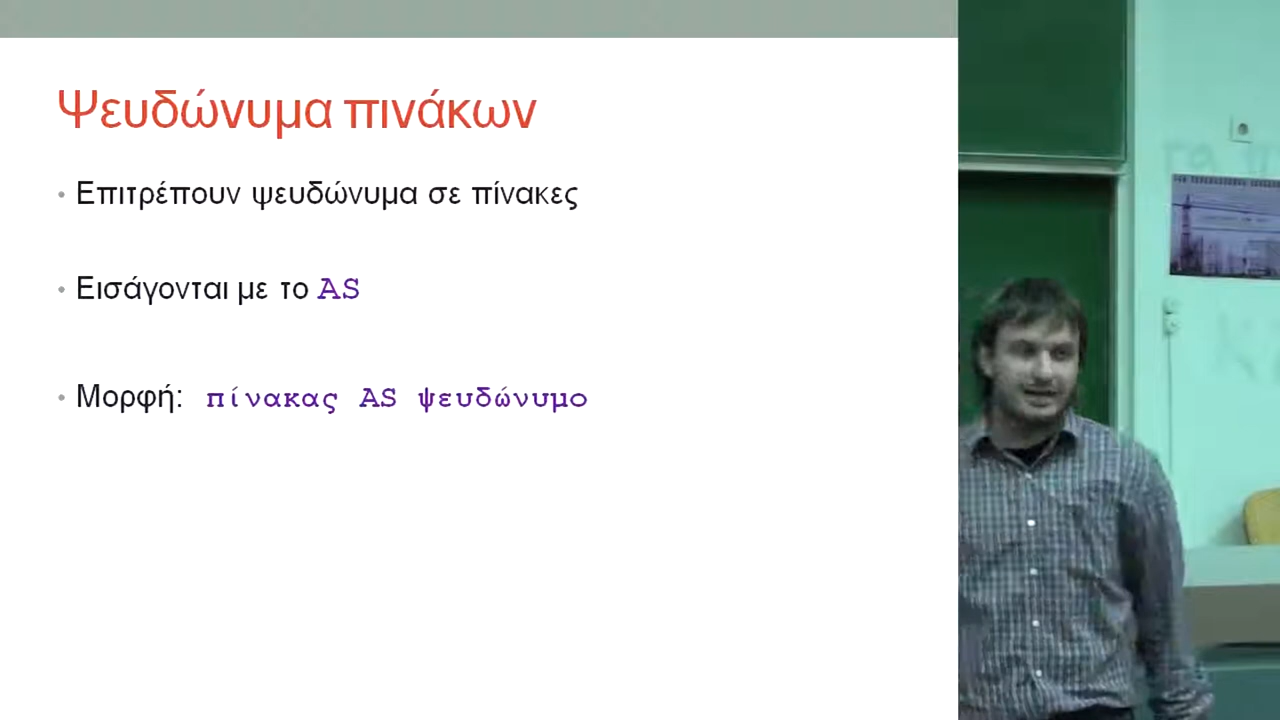 Ψευδώνυμα πινάκων
• Επιτρέπουν ψευδώνυμα σε πίνακες
• Εισάγονται με το AS
• Μορφή: πίνακας AS ψευδώνυμο